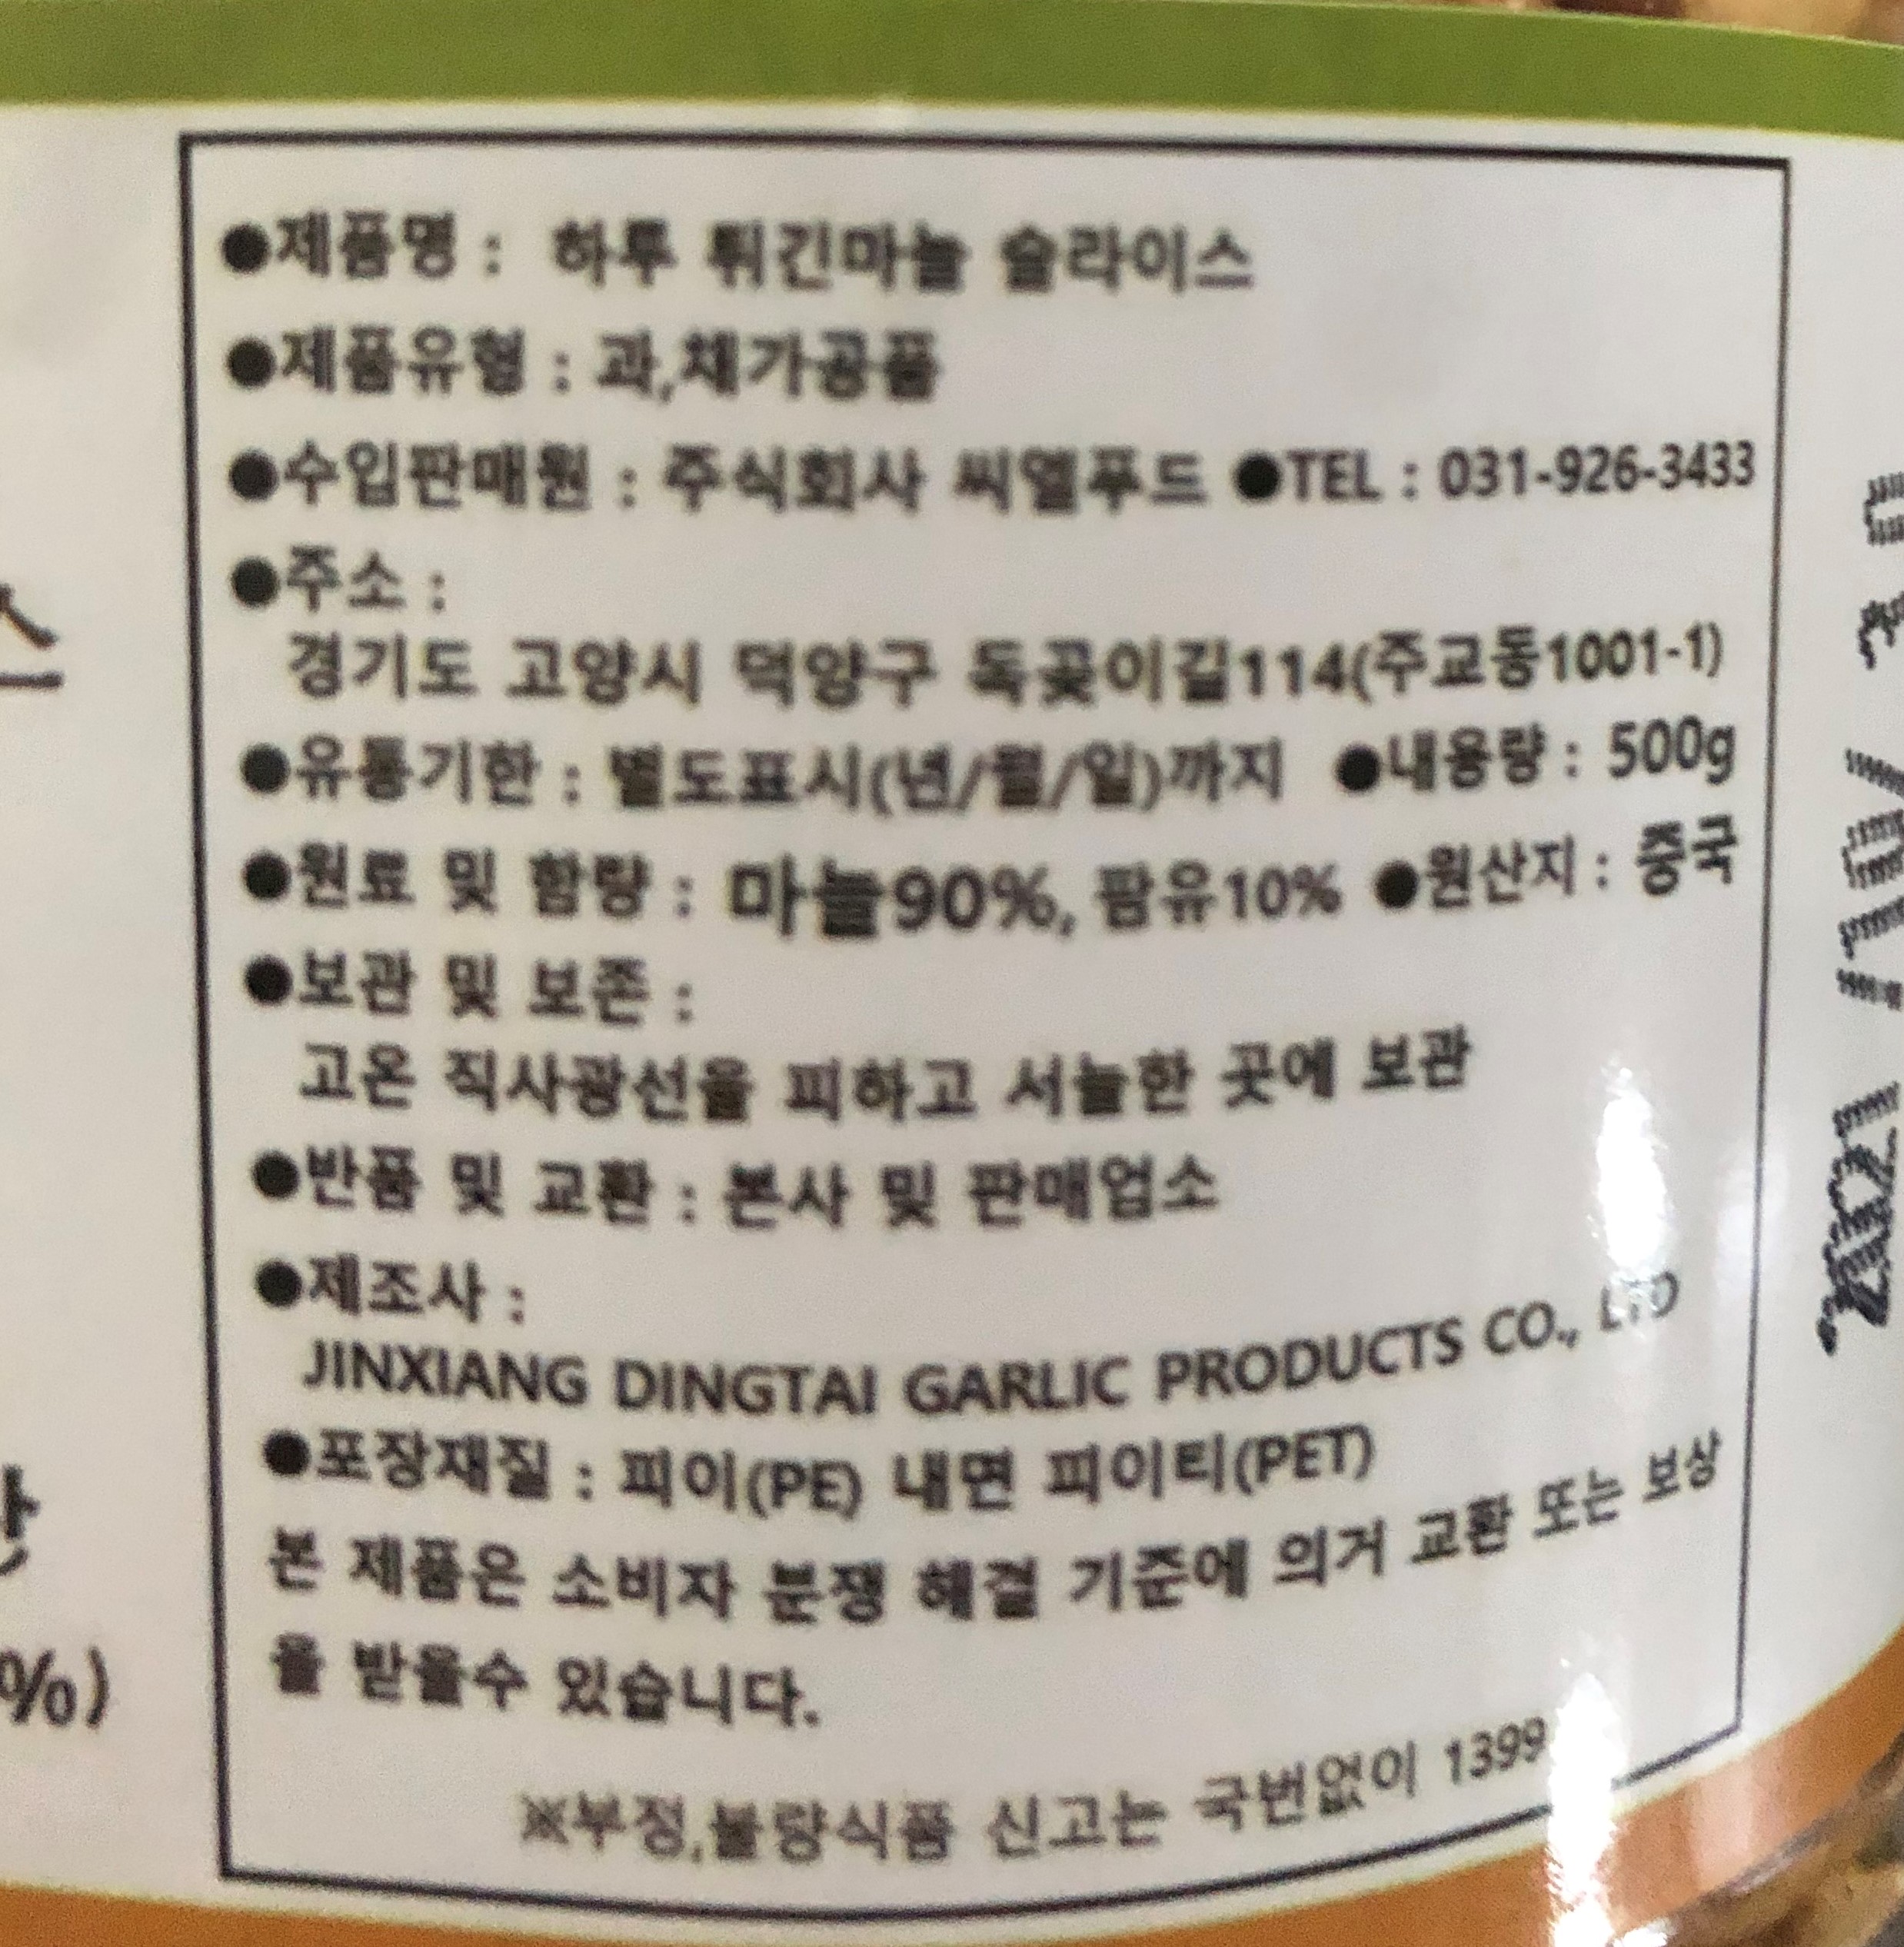 ●제품명 : 하루 튀긴마늘 슬라이스
●제품유형 : 과,채가공품
●수입판매원 : 주식회사 씨엘푸드 ●TEL : 031-926-3433
●주소 :
경기도 고양시 덕양구 독곶이길114(주교동1001-1)
●유통기한 : 별도표시(년/월/일)까지 ●내용량 : 500g
●원료 및 함량 : 마늘90%, 팜유10% ●원산지 : 중국
●보관 및 보존 :
고온 직사광선을 피하고 서늘한 곳에 보관
●반품 및 교환 : 본사 및 판매업소
●제조사 :
JINXIANG DINGTAI GARLIC PRODUCTS CO., LTD
●포장재질 : 피이(PE) 내면 피이티(PET)
본 제품은 소비자 분쟁 해결 기준에 의거 교환 또는 보상
을 받을수 있습니다.
※부정,불량식품 신고는 국번없이 1399
스
%)